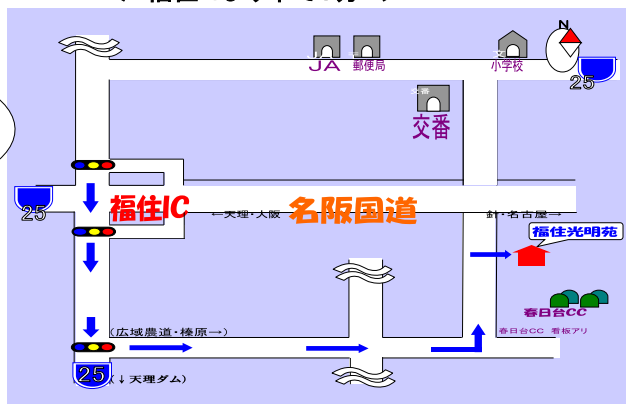 N
JA
郵便局
小学校
25
交番
交番
25
福住IC
←天理・大阪
名阪国道
針・名古屋→
福住光明苑
春日台CC
春日台CC 看板アリ
(広域農道・榛原→)
25
(↓天理ダム)